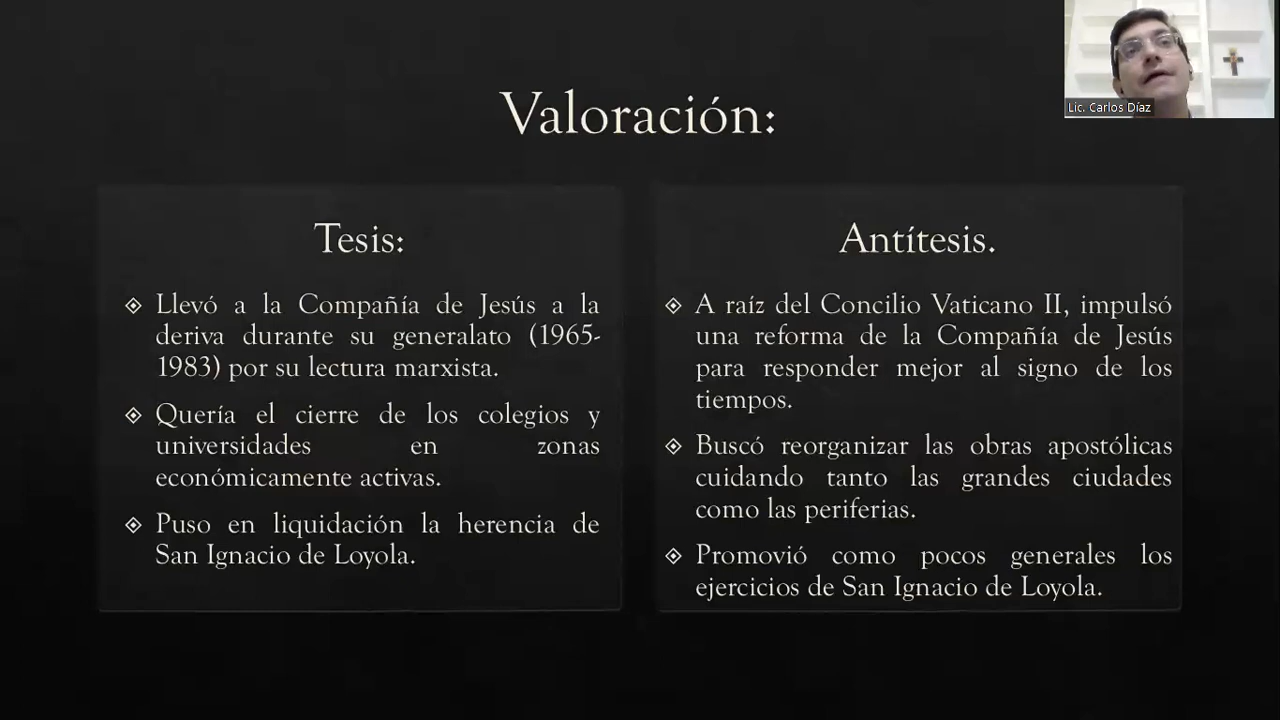 Lic. Carlos Díaz
Valoración:
Tesis:
Llevó a la Compañía de Jesús a la
deriva durante su generalato (1965-
1983) por su lectura marxista.
Quería el cierre de los colegios y
universidades en zonas
económicamente activas.
Puso en liquidación la herencia de
San Ignacio de Loyola.
Antítesis.
A raíz del Concilio Vaticano II, impulsó
una reforma de la Compañía de Jesús
para responder mejor al signo de los
tiempos.
Buscó reorganizar las obras apostólicas
cuidando tanto las grandes ciudades
como las periferias.
Promovió como pocos generales los
ejercicios de San Ignacio de Loyola.